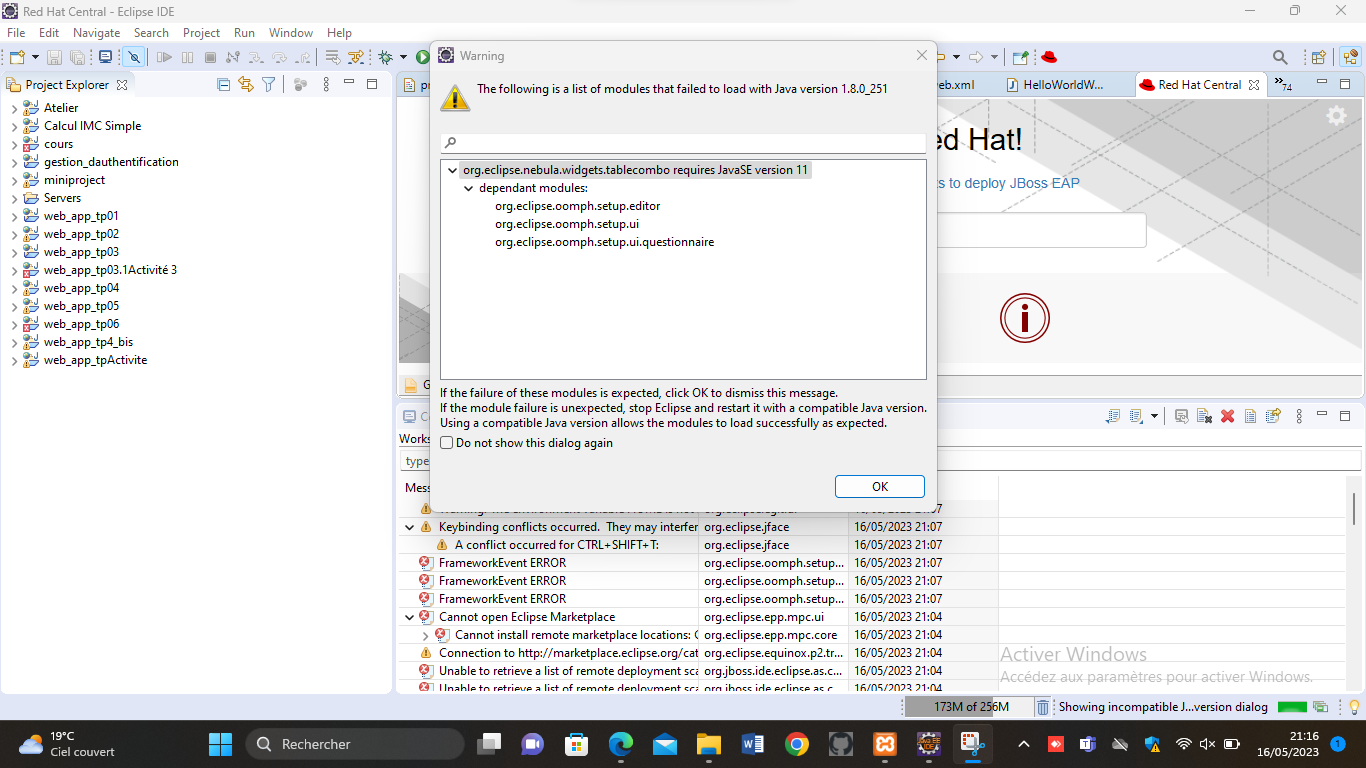 Red Hat Central - Eclipse IDE
File Edit Navigate Search Project Run Window Help
Project Explorer
Atelier
Calcul IMC Simple
cours
gestion_dauthentification
miniproject
Servers
web_app_tp01
web_app_tp02
web_app_tp03
web_app_tp03.1Activité 3
web_app_tp04
web_app_tp05
web_app_tp06
web_app_tp4_bis
web_app_tpActivite
eb.xml
HelloWorldW...
Red Hat Central
74
ed Hat!
s to deploy JBoss EAP
Warning
The following is a list of modules that failed to load with Java version 1.8.0_251
org.eclipse.nebula.widgets.tablecombo requires JavaSE version 11
dependant modules:
org.eclipse.oomph.setup.editor
org.eclipse.oomph.setup.ui
org.eclipse.oomph.setup.ui.questionnaire
If the failure of these modules is expected, click OK to dismiss this message.
If the module failure is unexpected, stop Eclipse and restart it with a compatible Java version.
Using a compatible Java version allows the modules to load successfully as expected.
Do not show this dialog again
OK
Works
type
Mess
Keybinding conflicts occurred. They may interfer org.eclipse.jface 16/05/2023 21:07
A conflict occurred for CTRL+SHIFT+T: org.eclipse.jface 16/05/2023 21:07
FrameworkEvent ERROR org.eclipse.oomph.setup... 16/05/2023 21:07
FrameworkEvent ERROR org.eclipse.oomph.setup... 16/05/2023 21:07
FrameworkEvent ERROR org.eclipse.oomph.setup... 16/05/2023 21:07
Cannot open Eclipse Marketplace org.eclipse.epp.mpc.ui 16/05/2023 21:04
Cannot install remote marketplace locations: C org.eclipse.epp.mpc.core 16/05/2023 21:04
Connection to http://marketplace.eclipse.org/cat org.eclipse.equinox.p2.tr... 16/05/2023 21:04
Unable to retrieve a list of remote deployment sca org.jboss.ide.eclipse.as.c... 16/05/2023 21:04
Unable to retrieve a list of remote deployment sca org.jboss.ide.eclipse.as.c 16/05/2023 21:04
Activer Windows
Accédez aux paramètres pour activer Windows.
173M of 256M
Showing incompatible J...version dialog
19°C
Ciel couvert
Rechercher
21:16
16/05/2023
1